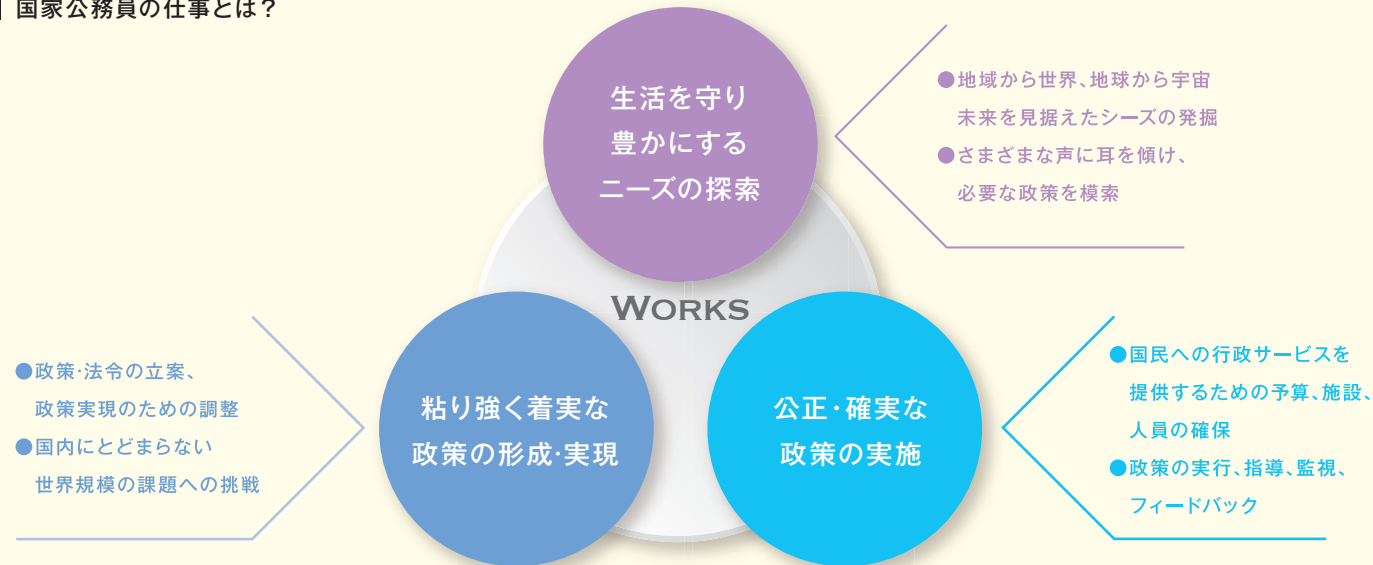 国家公務員の仕事とは？
生活を守り
豊かにする
ニーズの探索
●地域から世界、地球から宇宙
未来を見据えたシーズの発掘
●さまざまな声に耳を傾け、
必要な政策を模索
WORKS
粘り強く着実な
政策の形成・実現
●政策・法令の立案、
政策実現のための調整
●国内にとどまらない
世界規模の課題への挑戦
公正・確実な
政策の実施
●国民への行政サービスを
提供するための予算、施設、
人員の確保
●政策の実行、指導、監視、
フィードバック